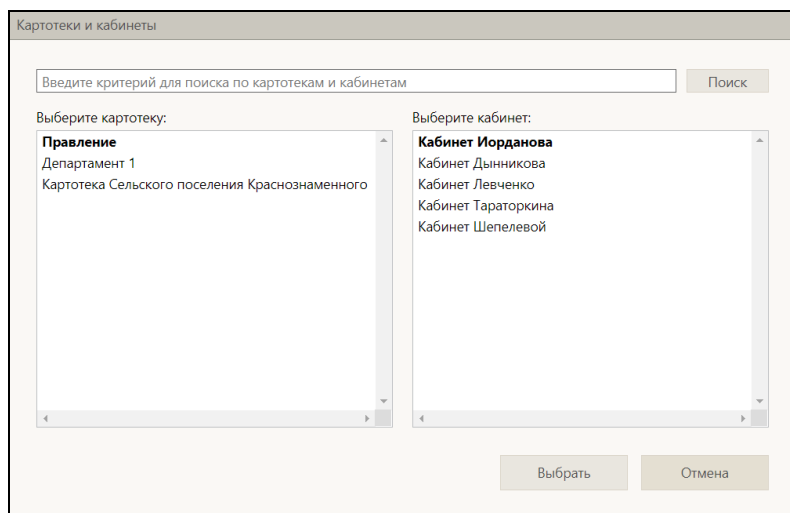 Картотеки и кабинеты
Введите критерий для поиска по картотекам и кабинетам
Поиск
Выберите картотеку:
Правление
Департамент 1
Картотека Сельского поселения Краснознаменного
Выберите кабинет:
Кабинет Иорданова
Кабинет Дынникова
Кабинет Левченко
Кабинет Тараторкина
Кабинет Шепелевой
Выбрать
Отмена